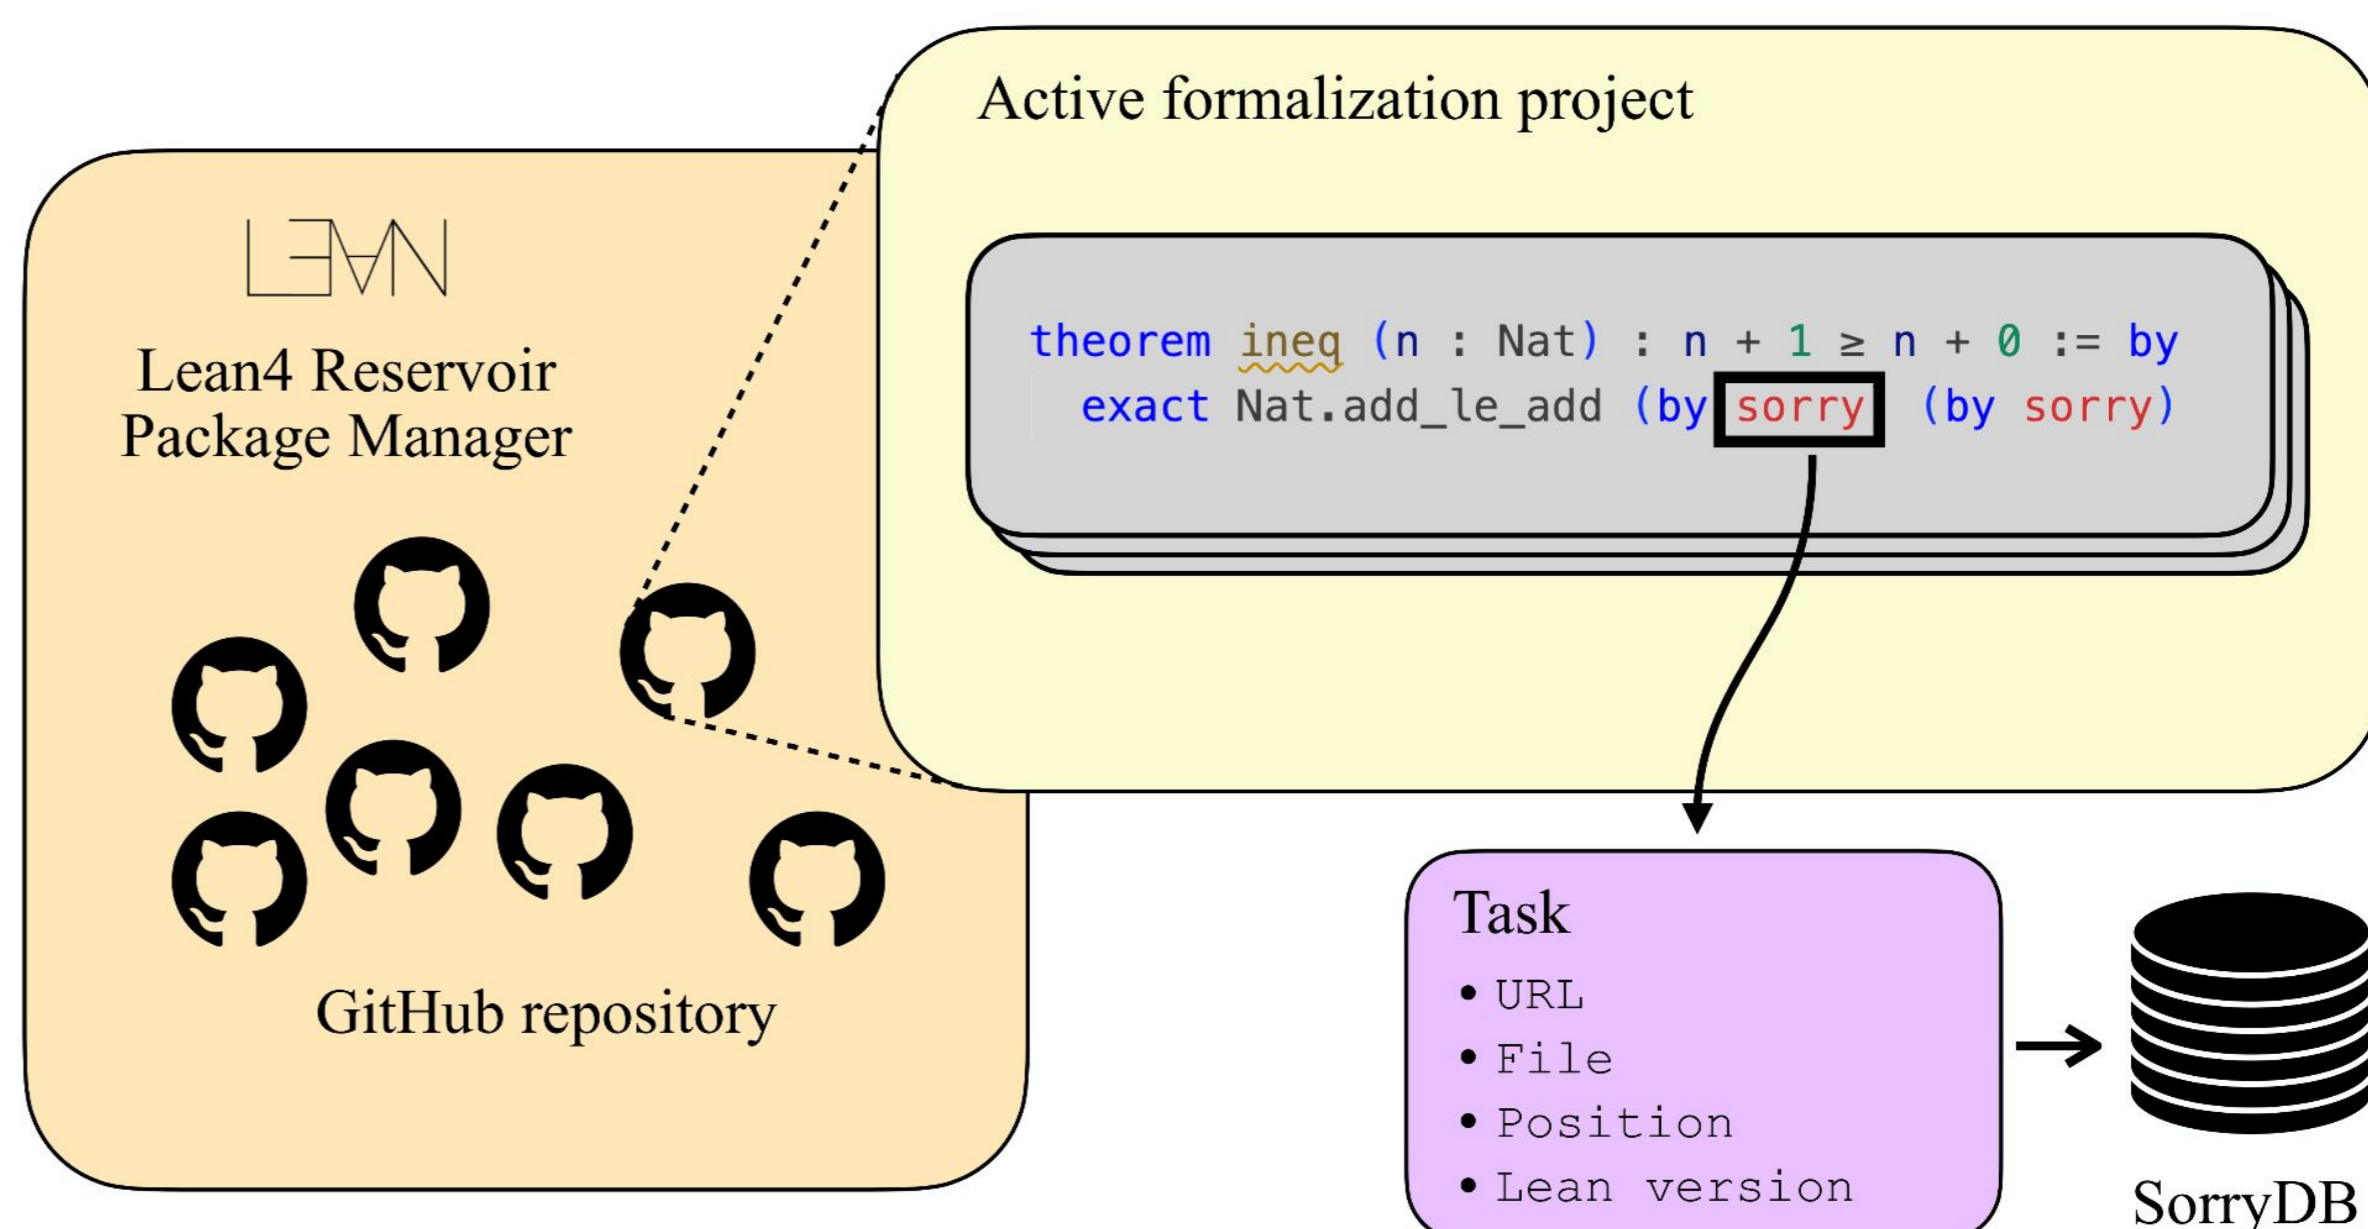 LEAN
Lean4 Reservoir
Package Manager
GitHub repository
Active formalization project
theorem ineq (n : Nat) : n + 1 ≥ n + 0 := by
exact Nat.add_le_add (by sorry (by sorry)
Task
• URL
• File
• Position
• Lean version
SorryDB